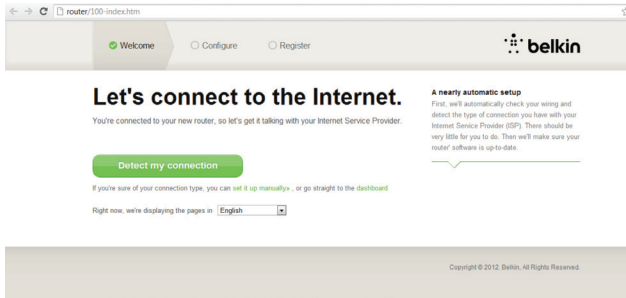 router/100-index.htm
Welcome
Configure
Register
belkin
Let's connect to the Internet.
You're connected to your new router, so let's get it talking with your Internet Service Provider.
Detect my connection
If you're sure of your connection type, you can set it up manually» , or go straight to the dashboard
Right now, we're displaying the pages in English
A nearly automatic setup
First, we'll automatically check your wiring and
detect the type of connection you have with your
Internet Service Provider (ISP). There should be
very little for you to do. Then we'll make sure your
router' software is up-to-date.
Copyright © 2012, Belkin, All Rights Reserved.